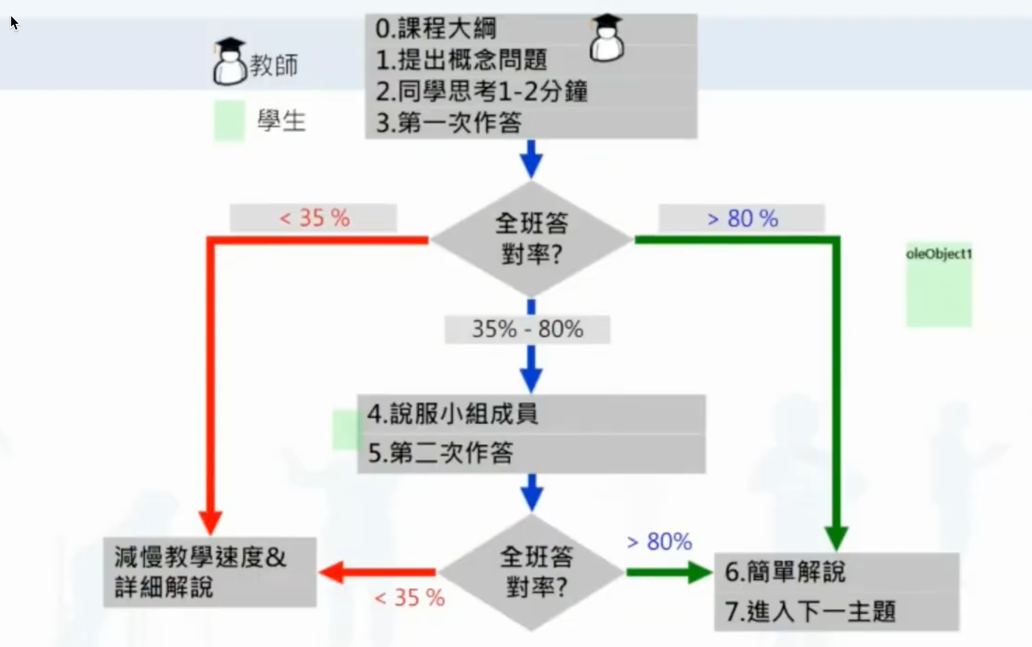 0.課程大綱
1.提出概念問題
2.同學思考1-2分鐘
3.第一次作答
教師
學生
< 35 %
全班答
對率?
> 80 %
oleObject1
35% - 80%
4.說服小組成員
5.第二次作答
減慢教學速度&
詳細解說
< 35 %
全班答
對率?
> 80%
6.簡單解說
7.進入下一主題